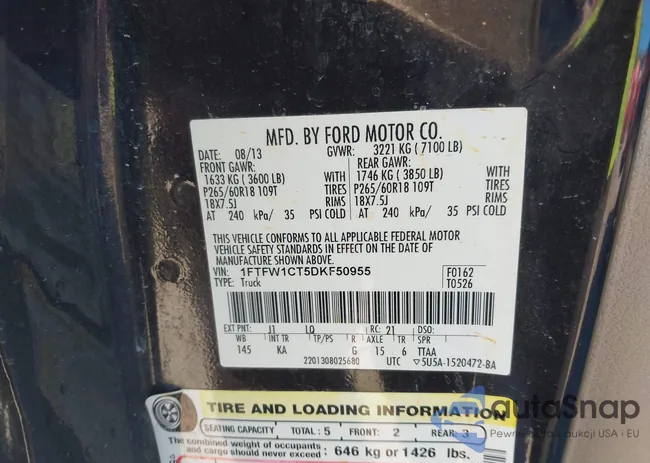 MFD. BY FORD MOTOR CO.
DATE: 08/13 GVWR: 3221 KG ( 7100 LB)
FRONT GAWR: REAR GAWR:
1633 KG ( 3600 LB) WITH 1746 KG ( 3850 LB) WITH
P265/60R18 109T TIRES P265/60R18 109T TIRES
18X7.5J RIMS 18X7.5J RIMS
AT 240 kPa/ 35 PSI COLD AT 240 kPa/ 35 PSI COLD
THIS VEHICLE CONFORMS TO ALL APPLICABLE FEDERAL MOTOR
VEHICLE SAFETY STANDARDS IN EFFECT ON THE DATE OF
MANUFACTURE SHOWN ABOVE.
VIN: 1FTFW1CT5DKF50955 F0162
TYPE: Truck T0526
EXT PNT: J1 LQ RC: 21 DSO:
WB INT TR TP/PS R AXLE TR SPR
145 KA G 15 6 TTAA
2201308025680 UTC ▽5U5A-1520472-BA
TIRE AND LOADING INFORMATION
SEATING CAPACITY TOTAL: 5 FRONT: 2 REAR: 3
The combined weight of occupants
and cargo should never exceed : 646 kg or 1426 lbs.
autoSnap
Pewne Aukcji USA i EU